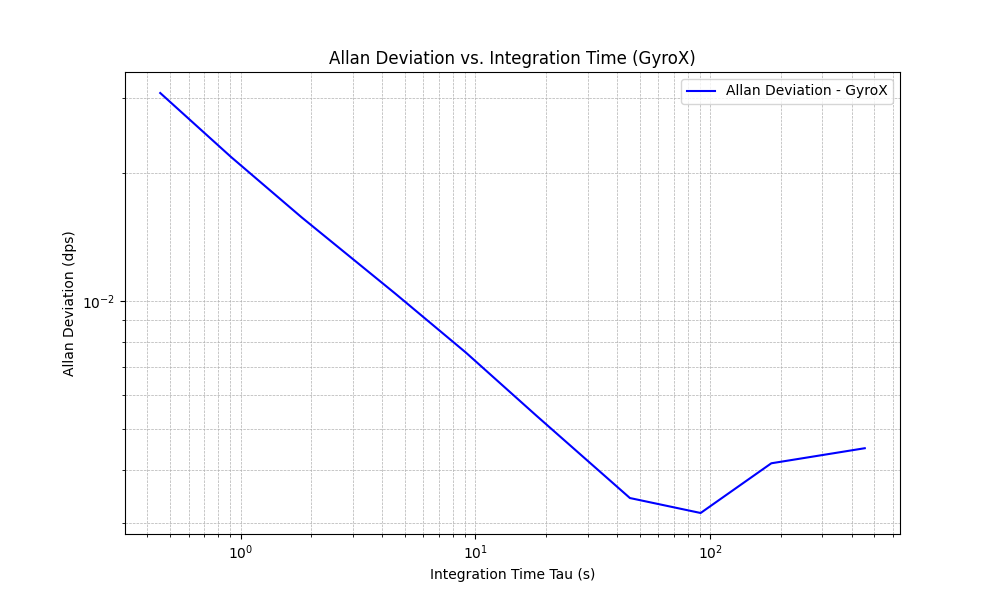 Allan Deviation vs. Integration Time (GyroX)
Allan Deviation - GyroX
Allan Deviation (dps)
10⁻²
10⁰ 10¹ 10²
Integration Time Tau (s)